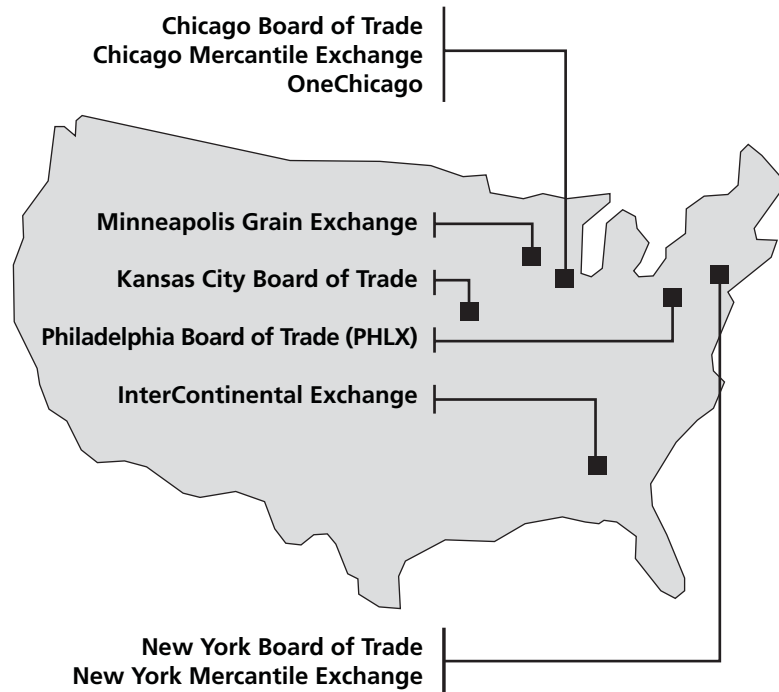 Chicago Board of Trade
Chicago Mercantile Exchange
OneChicago
Minneapolis Grain Exchange
Kansas City Board of Trade
Philadelphia Board of Trade (PHLX)
InterContinental Exchange
New York Board of Trade
New York Mercantile Exchange